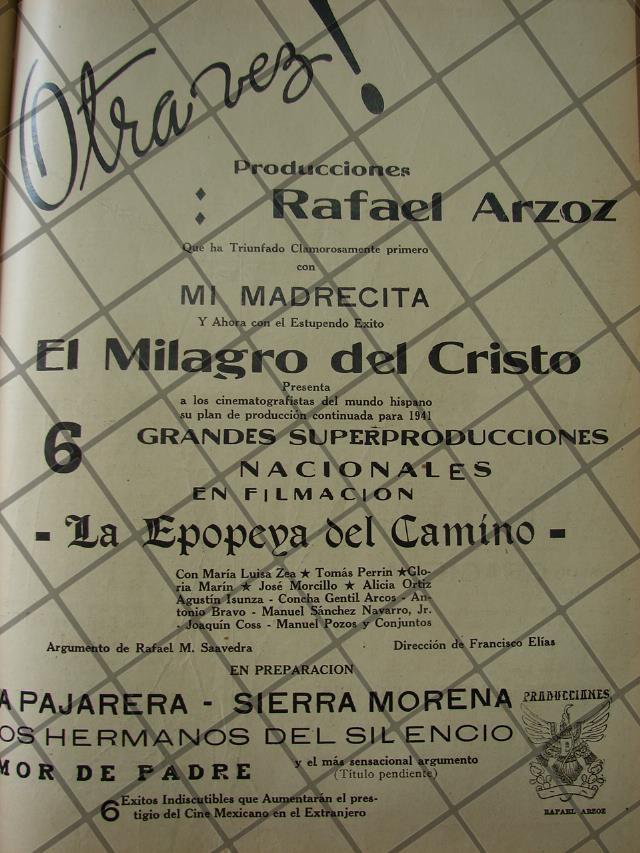 Otra vez!
Producciones
: Rafael Arzoz
Que ha Triunfado Clamorosamente primero
con
MI MADRECITA
Y Ahora con el Estupendo Exito
El Milagro del Cristo
Presenta
a los cinematografistas del mundo hispano
su plan de producción continuada para 1941
6 GRANDES SUPERPRODUCCIONES
NACIONALES
EN FILMACION
- La Epopeya del Camino -
Con María Luisa Zea ★ Tomás Perrin ★Glo-
ria Marín ★ José Morcillo ★ Alicia Ortiz
Agustín Isunza - Concha Gentil Arcos - An-
tonio Bravo - Manuel Sánchez Navarro, Jr.
- Joaquín Coss - Manuel Pozos y Conjuntos
Argumento de Rafael M. Saavedra Dirección de Francisco Elías
EN PREPARACION
A PAJARERA - SIERRA MORENA
OS HERMANOS DEL SILENCIO
MOR DE PADRE y el más sensacional argumento
(Título pendiente)
6 Exitos Indiscutibles que Aumentarán el pres-
tigio del Cine Mexicano en el Extranjero
PRODUCCIONES
RAFAEL ARZOZ